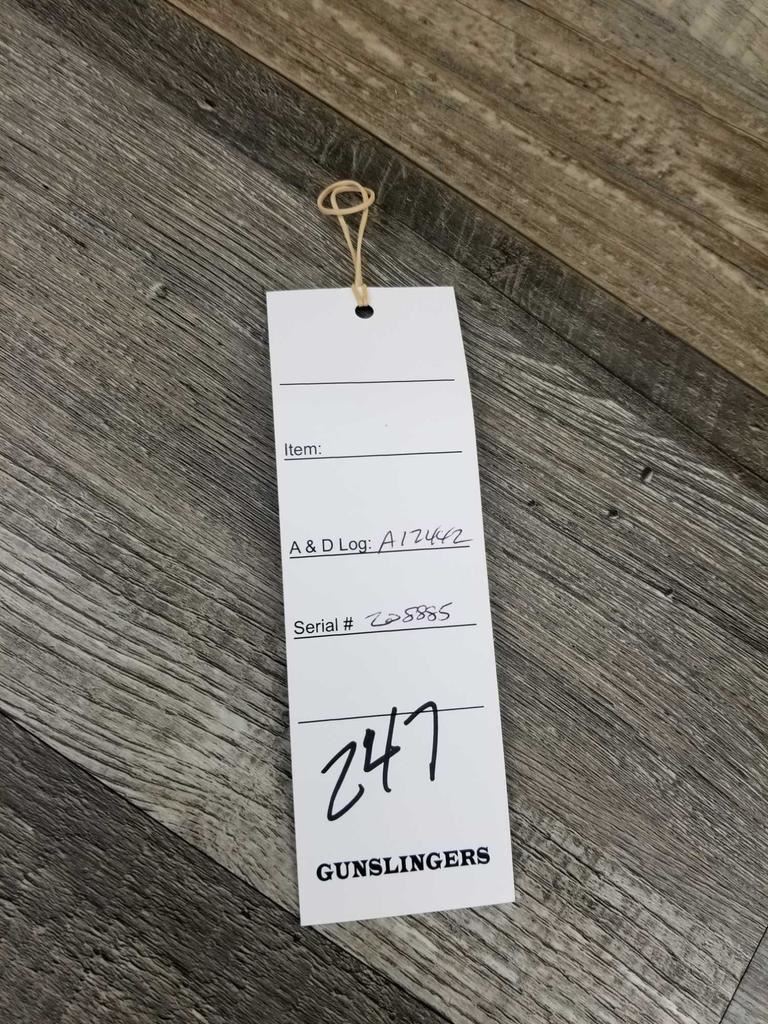 Item:
A & D Log: A12442
Serial # 208885
247
GUNSLINGERS